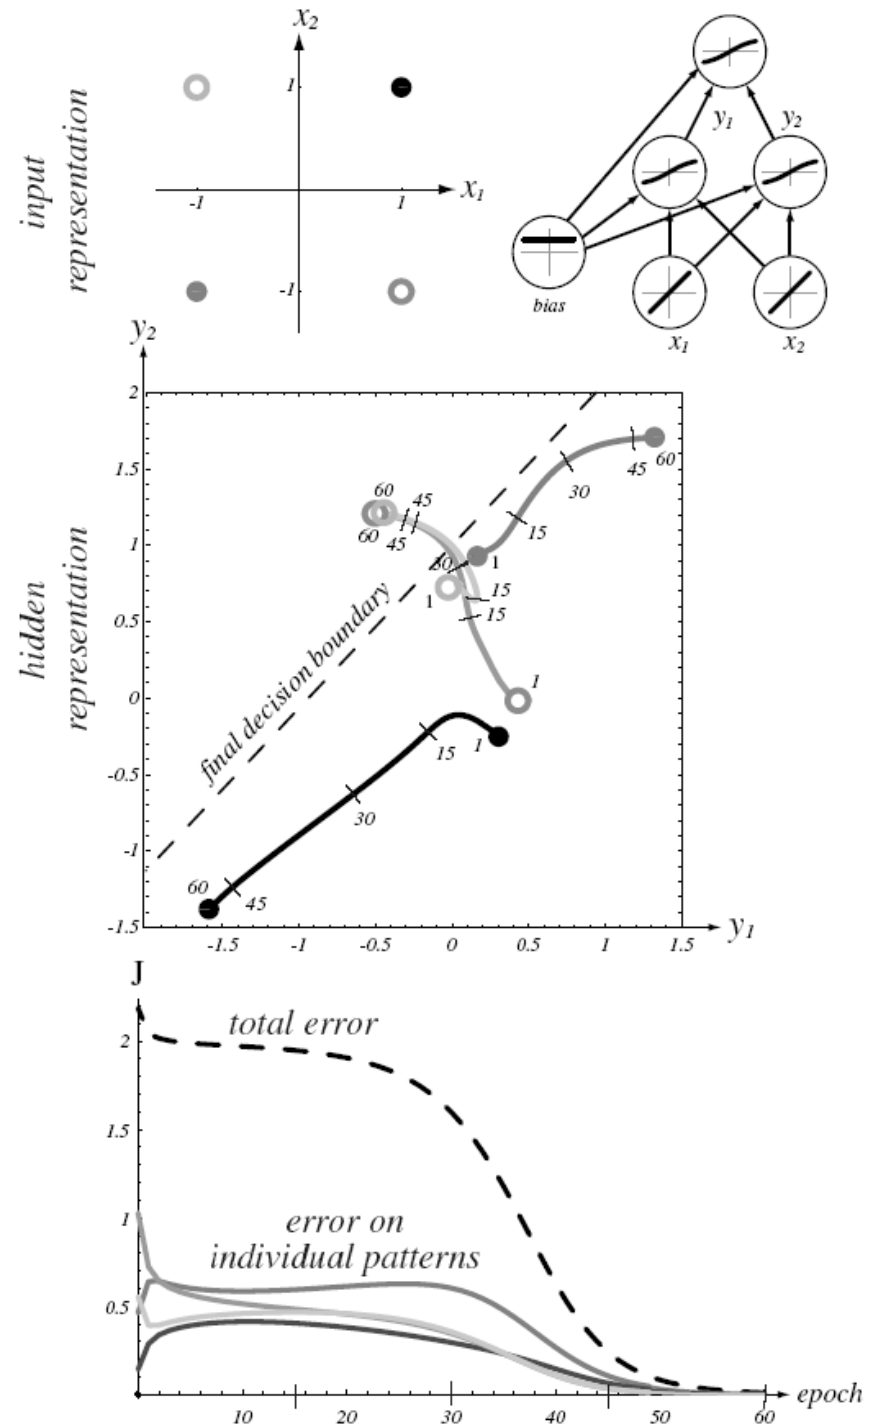 x2
1
x1
-1
1
-1
input
representation
y1
y2
bias
x1
x2
y2
2
1.5
1
0.5
0
-0.5
-1
-1.5
-1.5
-1
-0.5
0
0.5
1
1.5
y1
hidden
representation
final decision boundary
60
45
60
45
30
1
1
15
15
1
15
30
45
60
1
15
30
45
60
J
total error
error on
individual patterns
2
1.5
1
0.5
10
20
30
40
50
60
epoch